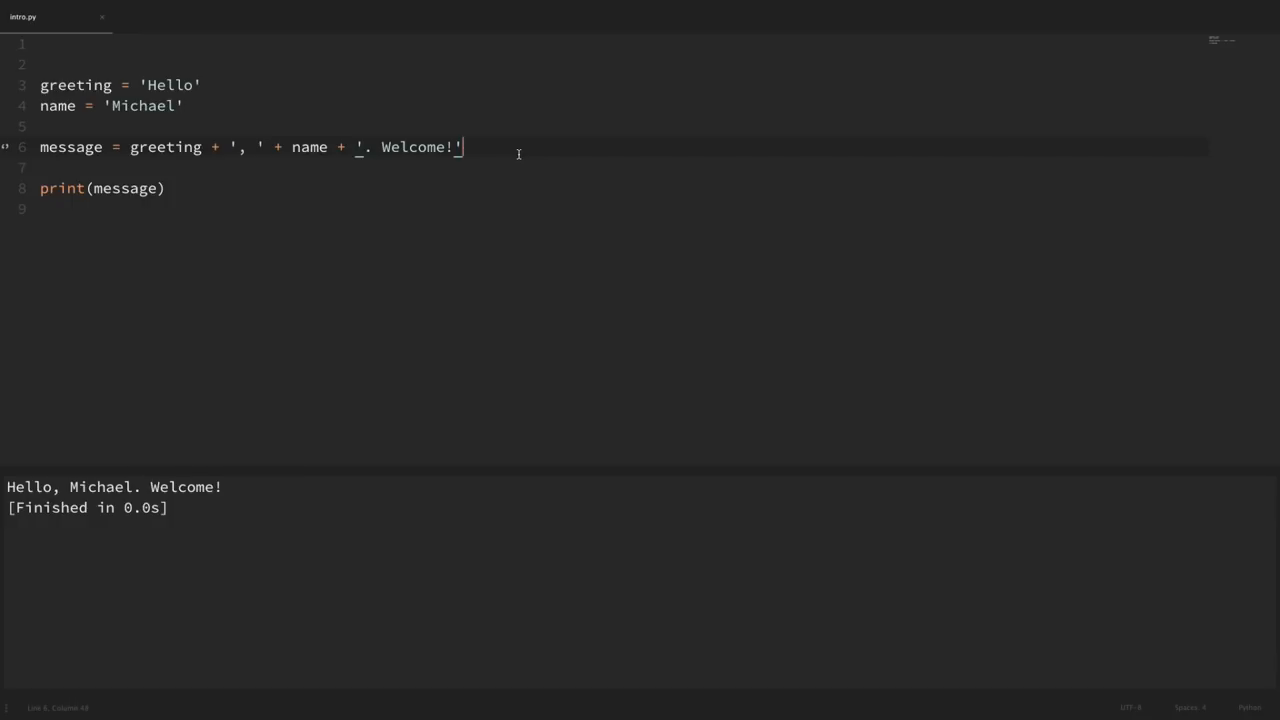 intro.py ×
1
2
3 greeting = 'Hello'
4 name = 'Michael'
5
6 message = greeting + ', ' + name + '. Welcome!'
7
8 print(message)
9
Hello, Michael. Welcome!
[Finished in 0.0s]
Line 6, Column 48 UTF-8 Spaces: 4 Python